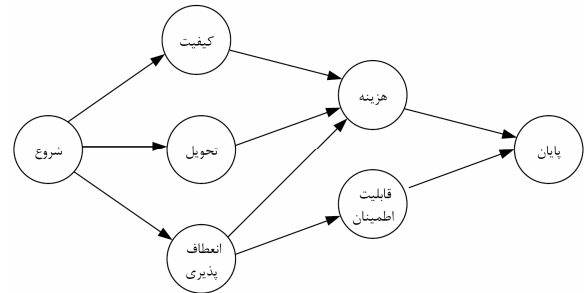 کیفیت
هزینه
شروع
تحویل
پایان
قابلیت
اطمینان
انعطاف
پذیری